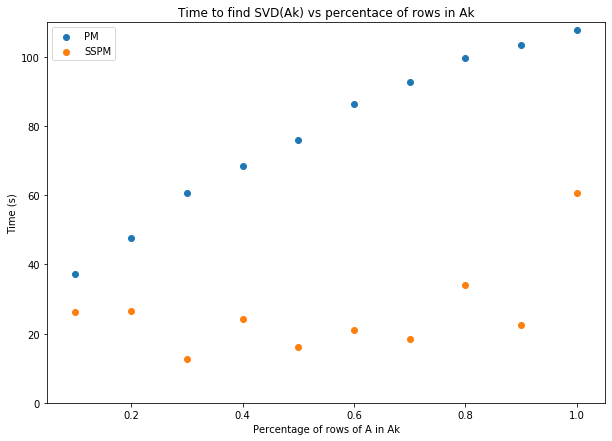 Time to find SVD(Ak) vs percentace of rows in Ak
PM
SSPM
Time (s)
100
80
60
40
20
0
0.2
0.4
0.6
0.8
1.0
Percentage of rows of A in Ak